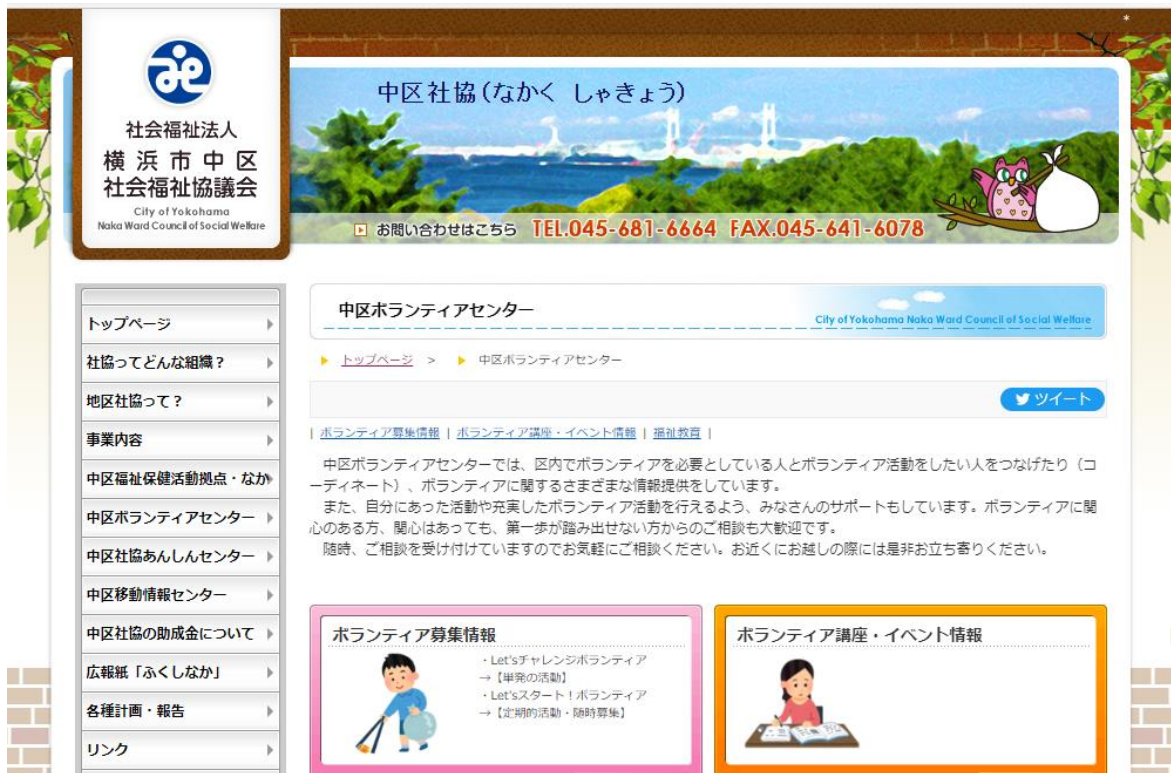 *
社会福祉法人
横浜市中区
社会福祉協議会
City of Yokohama
Naka Ward Council of Social Welfare
中区社協(なかく しゃきょう)
お問い合わせはこちら TEL.045-681-6664 FAX.045-641-6078
トップページ
社協ってどんな組織？
地区社協って？
事業内容
中区福祉保健活動拠点・なか
中区ボランティアセンター
中区社協あんしんセンター
中区移動情報センター
中区社協の助成金について
広報紙「ふくしなか」
各種計画・報告
リンク
中区ボランティアセンター
City of Yokohama Naka Ward Council of Social Welfare
トップページ > 中区ボランティアセンター
ツイート
| ボランティア募集情報 | ボランティア講座・イベント情報 | 福祉教育 |
中区ボランティアセンターでは、区内でボランティアを必要としている人とボランティア活動をしたい人をつなげたり（コ
ーディネート）、ボランティアに関するさまざまな情報提供をしています。
また、自分にあった活動や充実したボランティア活動を行えるよう、みなさんのサポートもしています。ボランティアに関
心のある方、関心はあっても、第一歩が踏み出せない方からのご相談も大歓迎です。
随時、ご相談を受け付けていますのでお気軽にご相談ください。お近くにお越しの際には是非お立ち寄りください。
ボランティア募集情報
・Let'sチャレンジボランティア
→【単発の活動】
・Let'sスタート！ボランティア
→【定期的活動・随時募集】
ボランティア講座・イベント情報